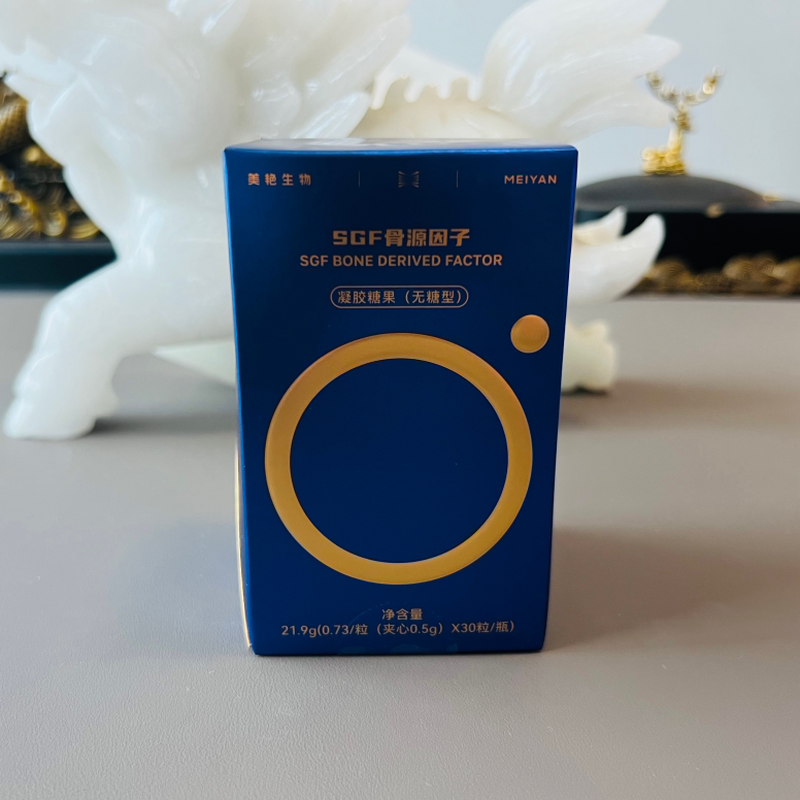 美艳生物 MEIYAN
SGF骨源因子
SGF BONE DERIVED FACTOR
凝胶糖果（无糖型）
净含量
21.9g(0.73/粒（夹心0.5g）X30粒/瓶)